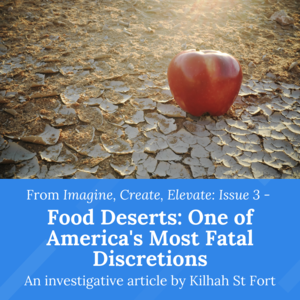 From Imagine, Create, Elevate: Issue 3 -
Food Deserts: One of
America's Most Fatal
Discretions
An investigative article by Kilhah St Fort